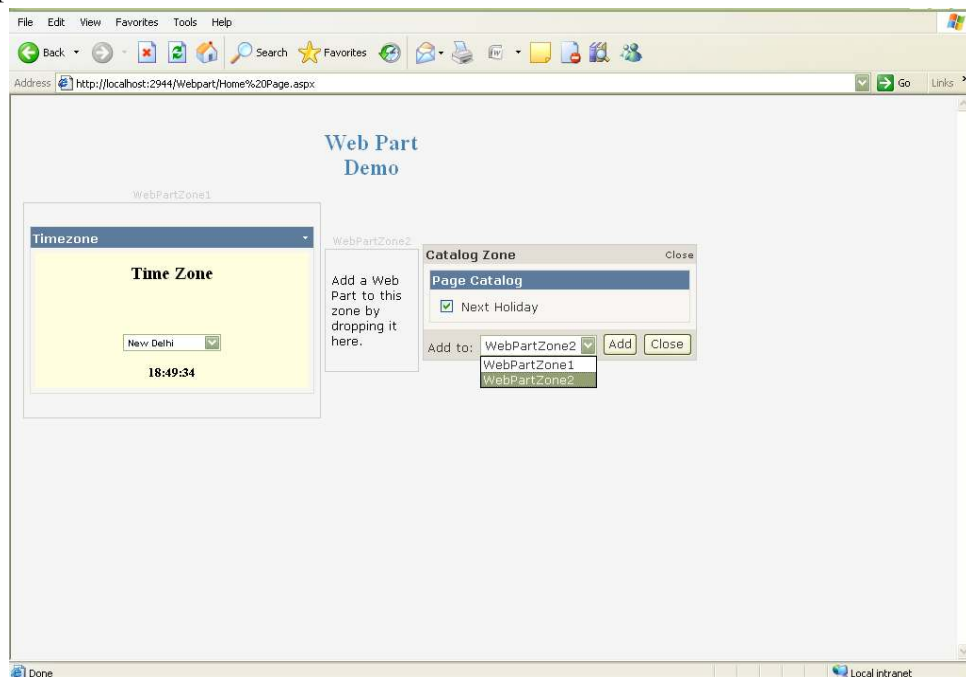 File Edit View Favorites Tools Help
Back Search Favorites
Address http://localhost:2944/Webpart/Home%20Page.aspx Go Links »
Web Part
Demo
WebPartZone1
Timezone
Time Zone
New Delhi
18:49:34
WebPartZone2
Add a Web
Part to this
zone by
dropping it
here.
Catalog Zone Close
Page Catalog
Next Holiday
Add to: WebPartZone2 Add Close
WebPartZone1
WebPartZone2
Done Local intranet